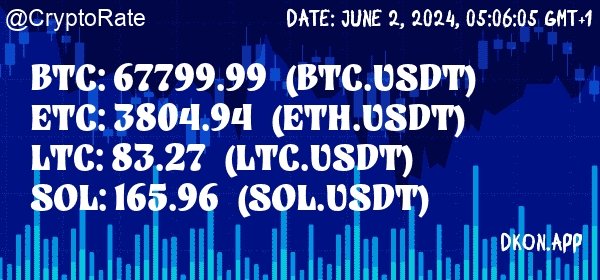 @CryptoRate
DATE: JUNE 2, 2024, 05:06:05 GMT+1
BTC: 67799.99 (BTC.USDT)
ETC: 3804.94 (ETH.USDT)
LTC: 83.27 (LTC.USDT)
SOL: 165.96 (SOL.USDT)
DKON.APP